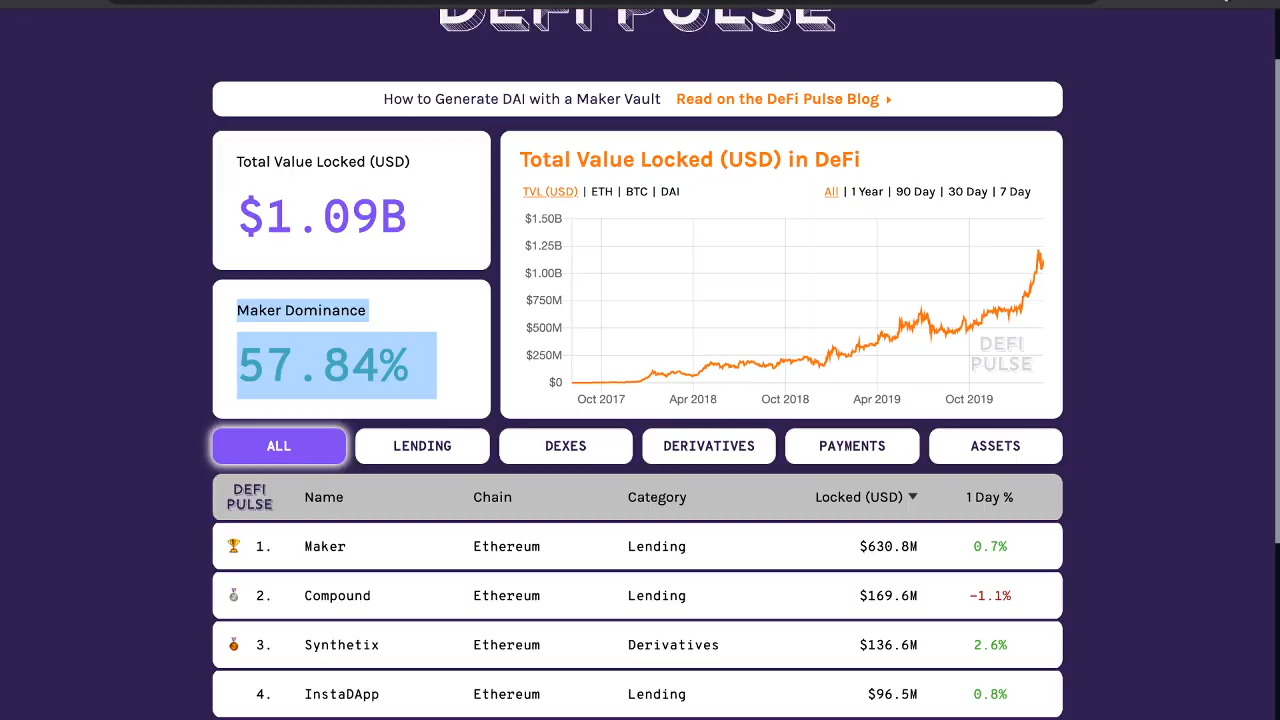 DEFI PULSE
How to Generate DAI with a Maker Vault Read on the DeFi Pulse Blog
Total Value Locked (USD)
$1.09B
Maker Dominance
57.84%
Total Value Locked (USD) in DeFi
TVL (USD) | ETH | BTC | DAI
All | 1 Year | 90 Day | 30 Day | 7 Day
$1.50B
$1.25B
$1.00B
$750M
$500M
$250M
$0
DEFI
PULSE
Oct 2017 Apr 2018 Oct 2018 Apr 2019 Oct 2019
ALL LENDING DEXES DERIVATIVES PAYMENTS ASSETS
DEFI
PULSE
Name Chain Category Locked (USD) 1 Day %
1. Maker Ethereum Lending $630.8M 0.7%
2. Compound Ethereum Lending $169.6M -1.1%
3. Synthetix Ethereum Derivatives $136.6M 2.6%
4. InstaDApp Ethereum Lending $96.5M 0.8%